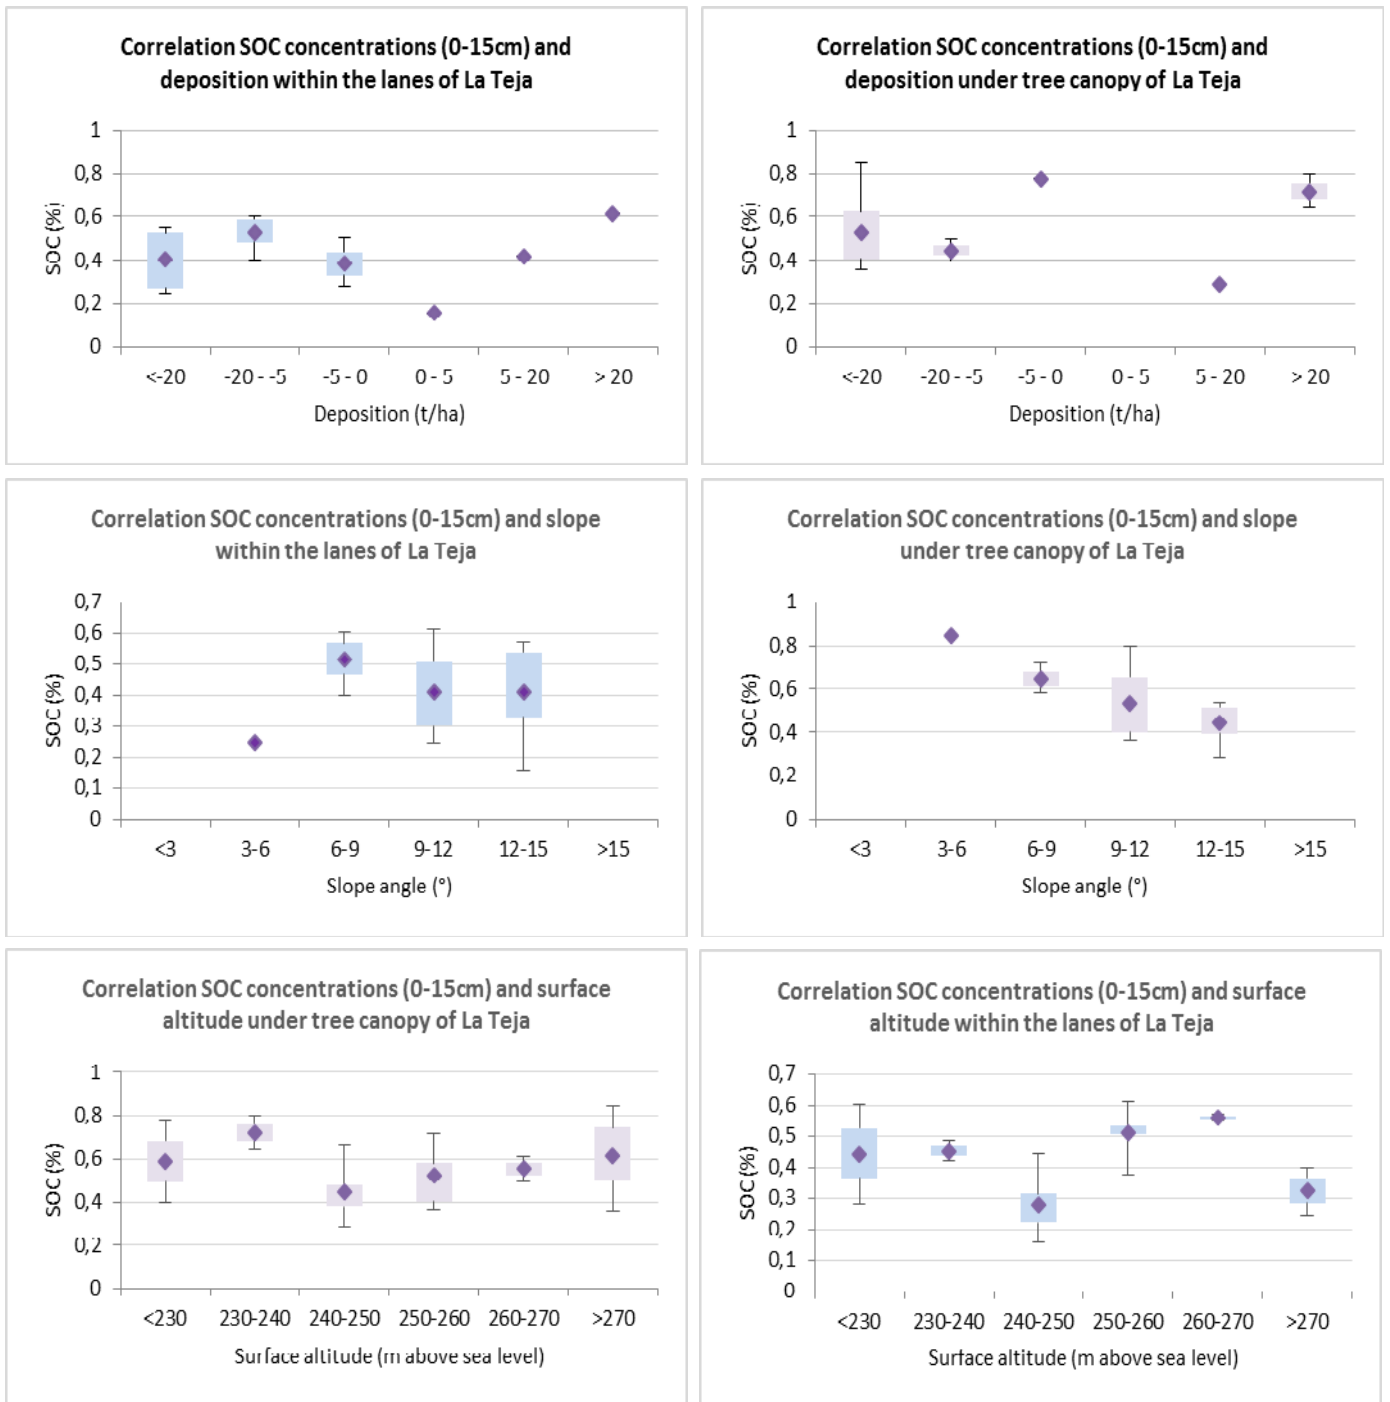 Correlation SOC concentrations (0-15cm) and
deposition within the lanes of La Teja
1
0,8
0,6
0,4
0,2
0
SOC (%)
<-20 -20 - -5 -5 - 0 0 - 5 5 - 20 > 20
Deposition (t/ha)
Correlation SOC concentrations (0-15cm) and
deposition under tree canopy of La Teja
1
0,8
0,6
0,4
0,2
0
SOC (%)
<-20 -20 - -5 -5 - 0 0 - 5 5 - 20 > 20
Deposition (t/ha)
Correlation SOC concentrations (0-15cm) and slope
within the lanes of La Teja
0,7
0,6
0,5
0,4
0,3
0,2
0,1
0
SOC (%)
<3 3-6 6-9 9-12 12-15 >15
Slope angle (°)
Correlation SOC concentrations (0-15cm) and slope
under tree canopy of La Teja
1
0,8
0,6
0,4
0,2
0
SOC (%)
<3 3-6 6-9 9-12 12-15 >15
Slope angle (°)
Correlation SOC concentrations (0-15cm) and surface
altitude under tree canopy of La Teja
1
0,8
0,6
0,4
0,2
0
SOC (%)
<230 230-240 240-250 250-260 260-270 >270
Surface altitude (m above sea level)
Correlation SOC concentrations (0-15cm) and surface
altitude within the lanes of La Teja
0,7
0,6
0,5
0,4
0,3
0,2
0,1
0
SOC (%)
<230 230-240 240-250 250-260 260-270 >270
Surface altitude (m above sea level)